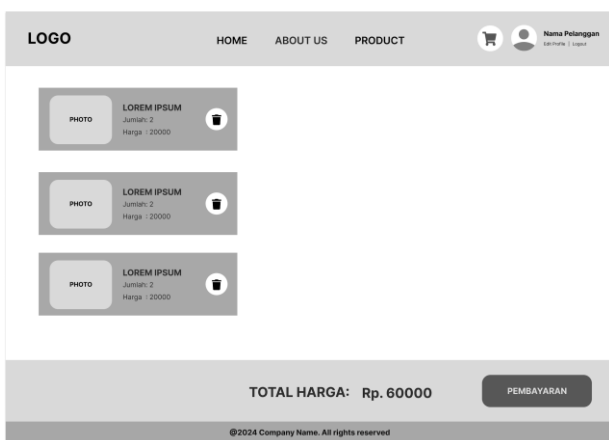 LOGO
HOME
ABOUT US
PRODUCT
Nama Pelanggan
Edit Profile | Logout
PHOTO
LOREM IPSUM
Jumlah: 2
Harga : 20000
PHOTO
LOREM IPSUM
Jumlah: 2
Harga : 20000
PHOTO
LOREM IPSUM
Jumlah: 2
Harga : 20000
TOTAL HARGA: Rp. 60000
PEMBAYARAN
@2024 Company Name. All rights reserved